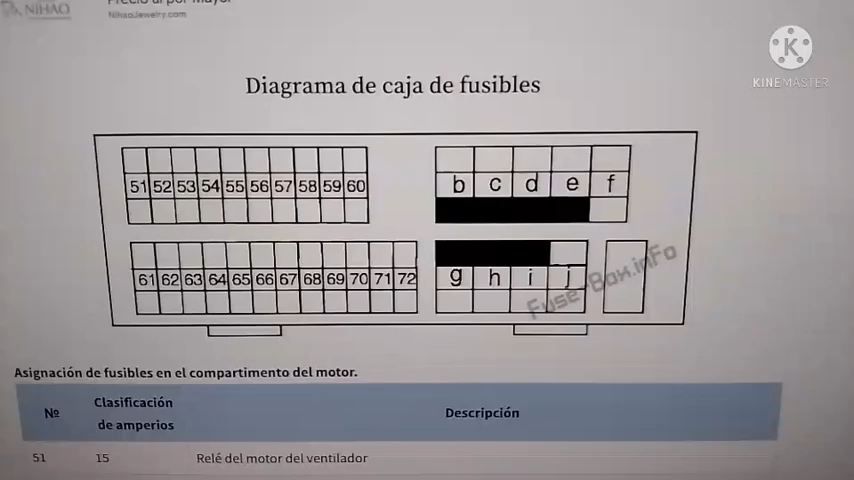 NIHAO
NihaoJewelry.com
K
KINEMASTER
Diagrama de caja de fusibles
51 52 53 54 55 56 57 58 59 60
b c d e f
61 62 63 64 65 66 67 68 69 70 71 72
g h i j
Fuse-Box.inFo
Asignación de fusibles en el compartimento del motor.
№
Clasificación
de amperios
Descripción
51 15 Relé del motor del ventilador